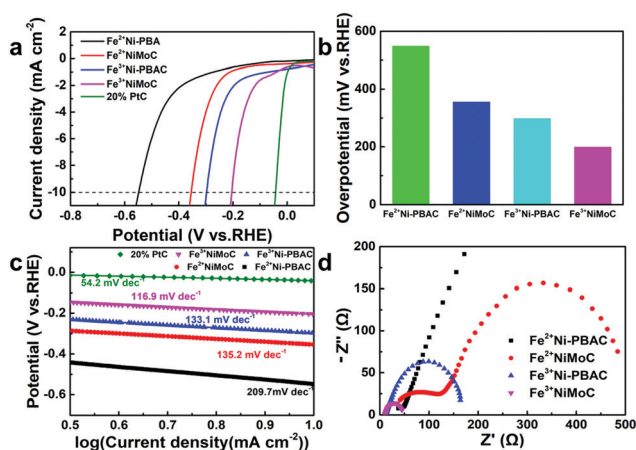 a
Fe²⁺Ni-PBA
Fe²⁺NiMoC
Fe³⁺Ni-PBAC
Fe³⁺NiMoC
20% PtC
2
0
-2
-4
-6
-8
-10
Current density (mA cm⁻²)
-0.8 -0.6 -0.4 -0.2 0.0
Potential (V vs.RHE)
b
600
400
200
0
Overpotential (mV vs.RHE)
Fe²⁺Ni-PBAC Fe²⁺NiMoC Fe³⁺Ni-PBAC Fe³⁺NiMoC
c
20% PtC Fe³⁺NiMoC Fe³⁺Ni-PBAC
Fe²⁺NiMoC Fe²⁺Ni-PBAC
54.2 mV dec⁻¹
116.9 mV dec⁻¹
133.1 mV dec⁻¹
135.2 mV dec⁻¹
209.7mV dec⁻¹
0.0
-0.2
-0.4
-0.6
Potential (V vs.RHE)
0.5 0.6 0.7 0.8 0.9 1.0
log(Current density(mA cm⁻²)
d
-200
-150
-100
-50
0
-Z'' (Ω)
Fe²⁺Ni-PBAC
Fe²⁺NiMoC
Fe³⁺Ni-PBAC
Fe³⁺NiMoC
0 100 200 300 400 500
Z' (Ω)